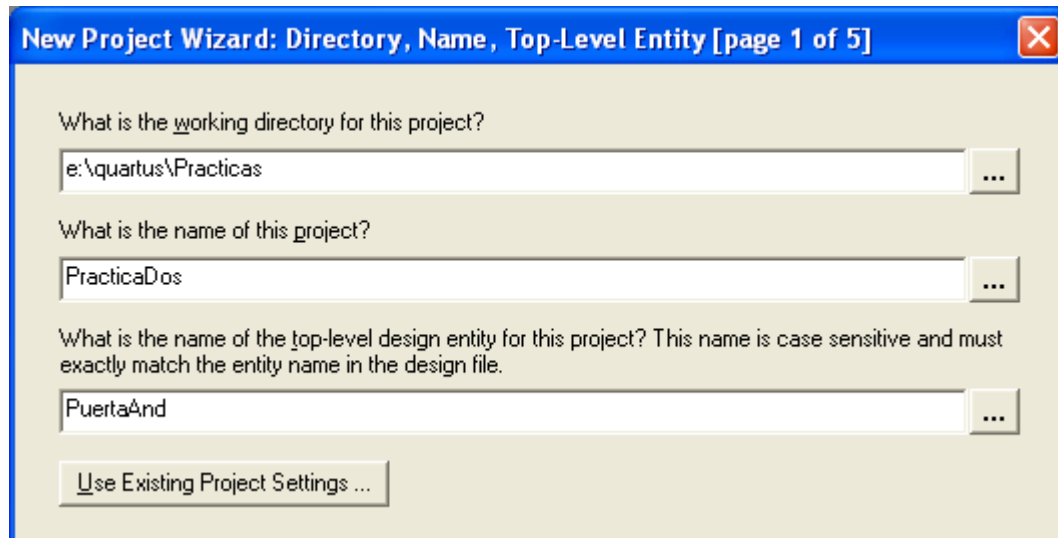 New Project Wizard: Directory, Name, Top-Level Entity [page 1 of 5]
What is the working directory for this project?
e:\quartus\Practicas
...
What is the name of this project?
PracticaDos
...
What is the name of the top-level design entity for this project? This name is case sensitive and must
exactly match the entity name in the design file.
PuertaAnd
...
Use Existing Project Settings ...